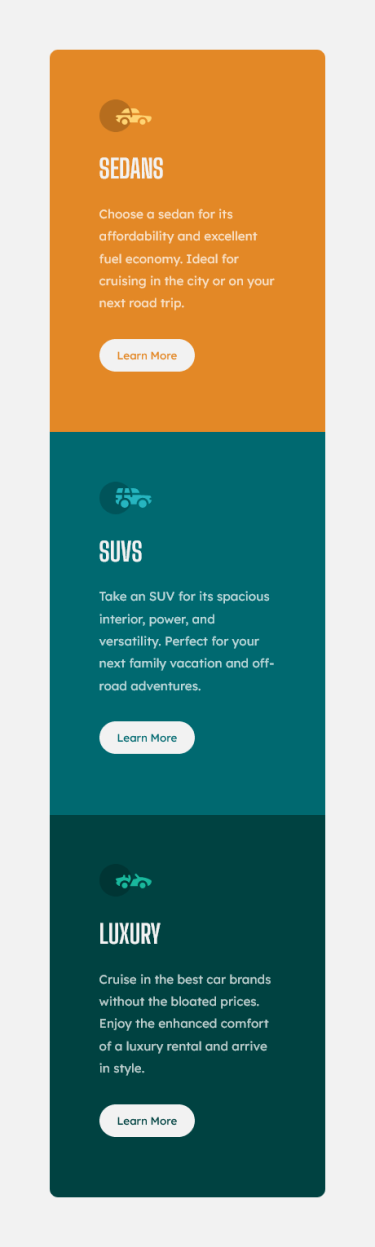 SEDANS
Choose a sedan for its
affordability and excellent
fuel economy. Ideal for
cruising in the city or on your
next road trip.
Learn More
SUVS
Take an SUV for its spacious
interior, power, and
versatility. Perfect for your
next family vacation and off-
road adventures.
Learn More
LUXURY
Cruise in the best car brands
without the bloated prices.
Enjoy the enhanced comfort
of a luxury rental and arrive
in style.
Learn More